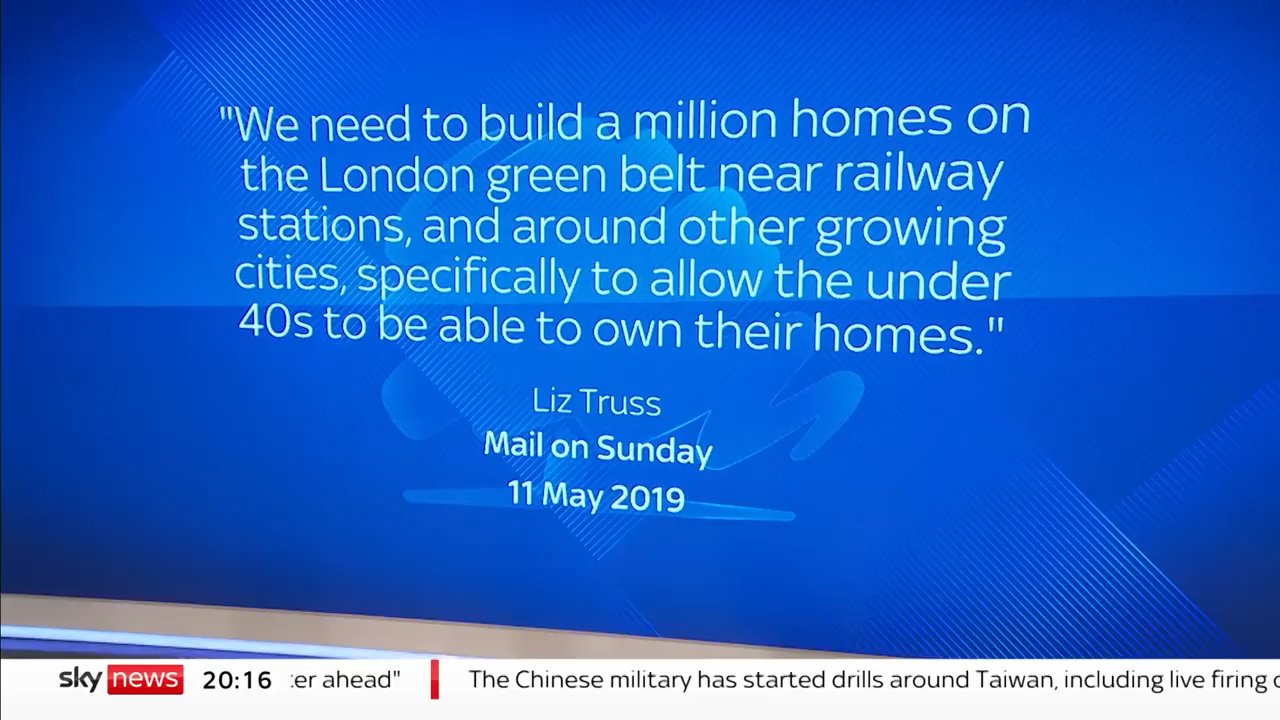 "We need to build a million homes on
the London green belt near railway
stations, and around other growing
cities, specifically to allow the under
40s to be able to own their homes."
Liz Truss
Mail on Sunday
11 May 2019
sky news 20:16 er ahead" The Chinese military has started drills around Taiwan, including live firing